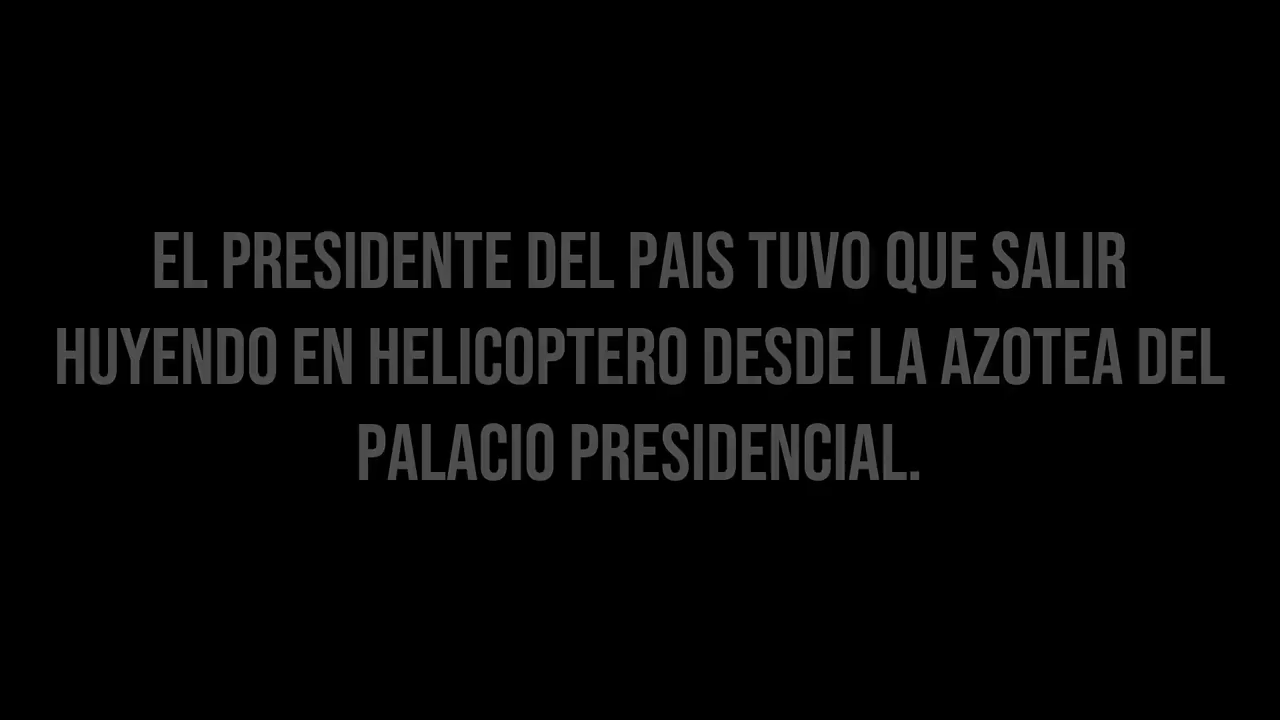 EL PRESIDENTE DEL PAIS TUVO QUE SALIR
HUYENDO EN HELICOPTERO DESDE LA AZOTEA DEL
PALACIO PRESIDENCIAL.